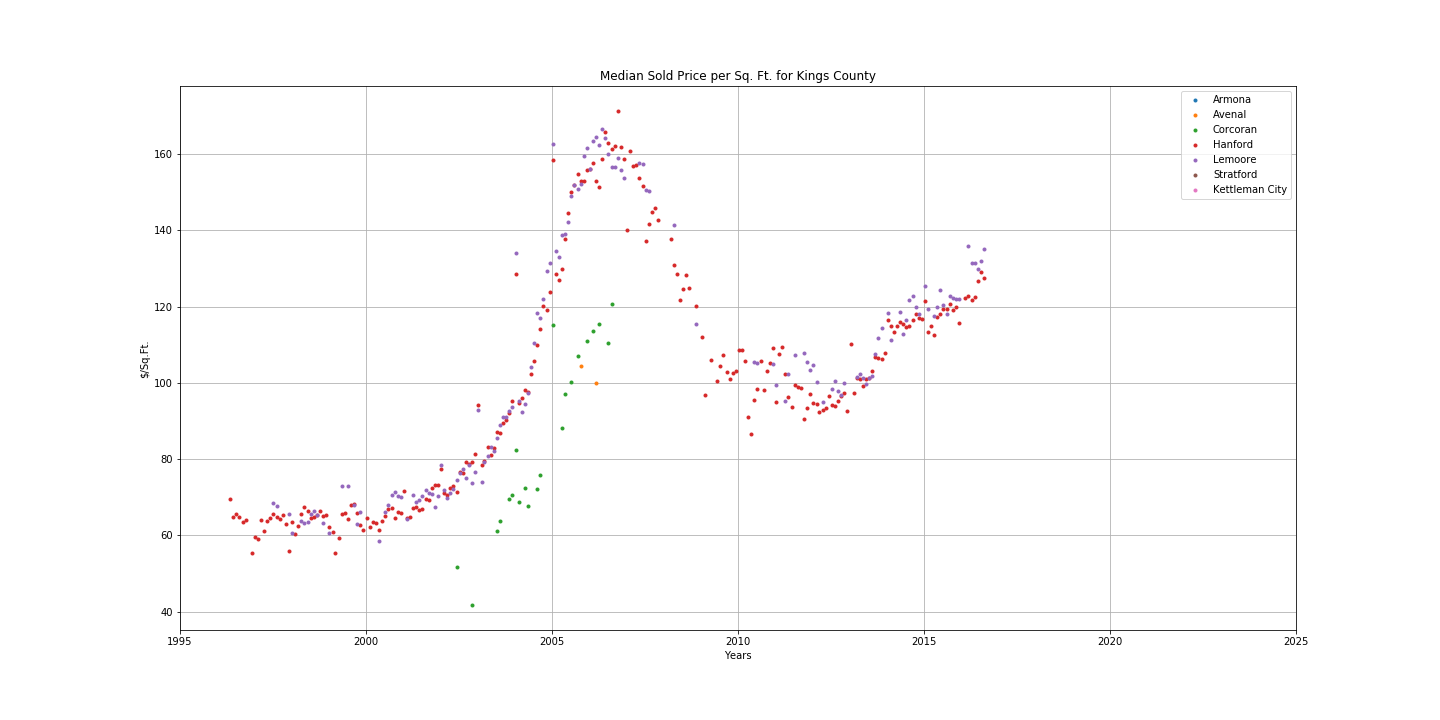 Median Sold Price per Sq. Ft. for Kings County
Armona
Avenal
Corcoran
Hanford
Lemoore
Stratford
Kettleman City
160
140
120
100
80
60
40
$/Sq.Ft.
1995
2000
2005
2010
2015
2020
2025
Years